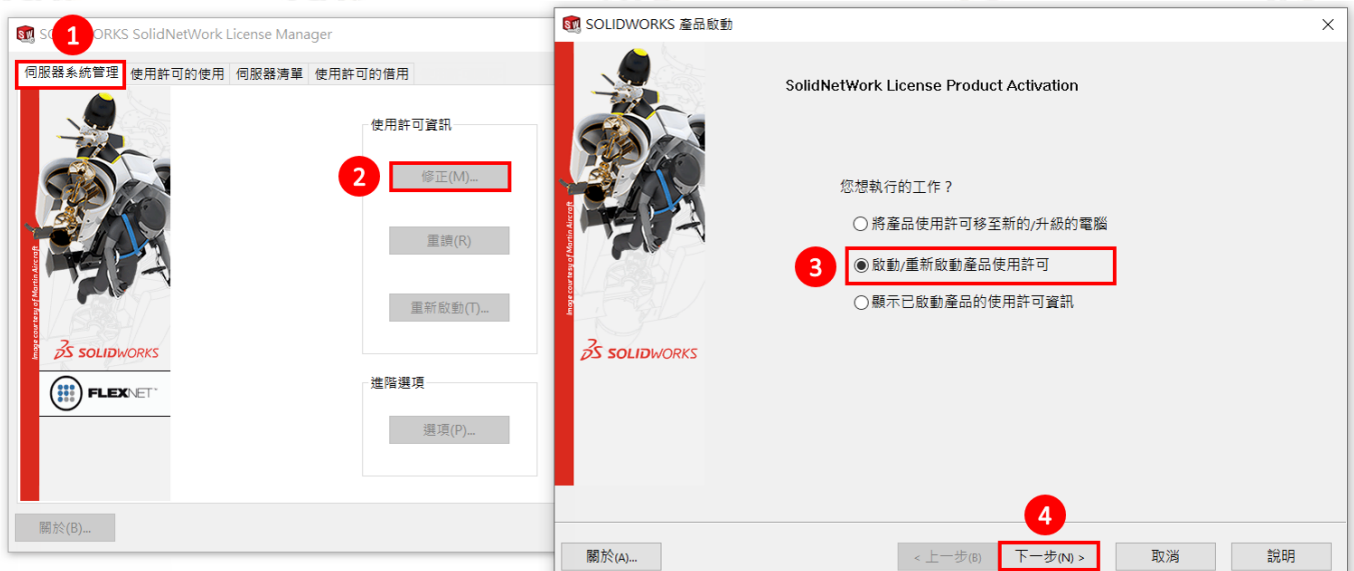 SOLIDWORKS SolidNetWork License Manager
1
伺服器系統管理 使用許可的使用 伺服器清單 使用許可的借用
使用許可資訊
2
修正(M)...
重讀(R)
重新啟動(T)...
進階選項
選項(P)...
Image courtesy of Martin Aircraft
SOLIDWORKS
FLEXNET
關於(B)...
SOLIDWORKS 產品啟動
SolidNetWork License Product Activation
您想執行的工作？
將產品使用許可移至新的/升級的電腦
3
啟動/重新啟動產品使用許可
顯示已啟動產品的使用許可資訊
Image courtesy of Martin Aircraft
SOLIDWORKS
4
關於(A)... < 上一步(B) 下一步(N) > 取消 說明